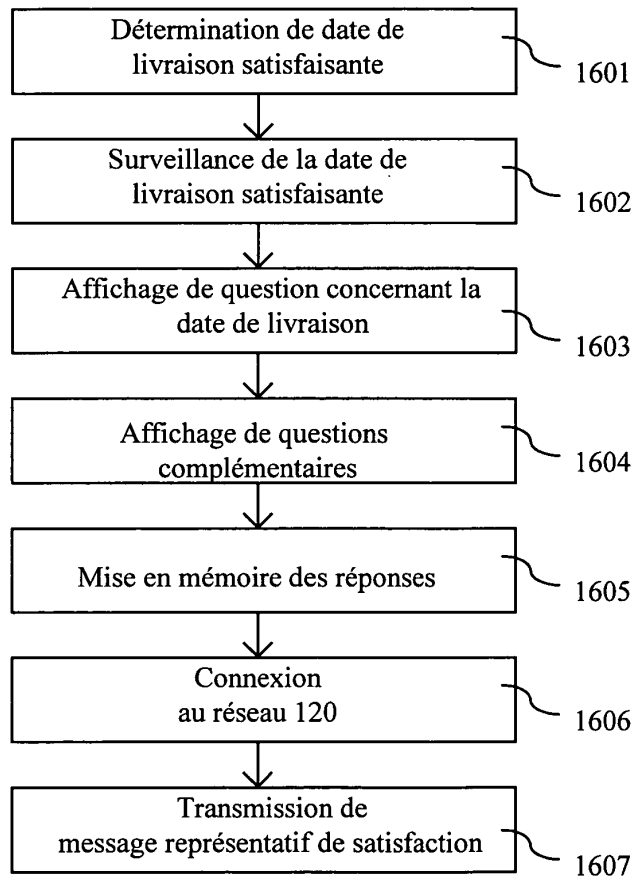 Détermination de date de
livraison satisfaisante
1601
Surveillance de la date de
livraison satisfaisante
1602
Affichage de question concernant la
date de livraison
1603
Affichage de questions
complémentaires
1604
Mise en mémoire des réponses
1605
Connexion
au réseau 120
1606
Transmission de
message représentatif de satisfaction
1607